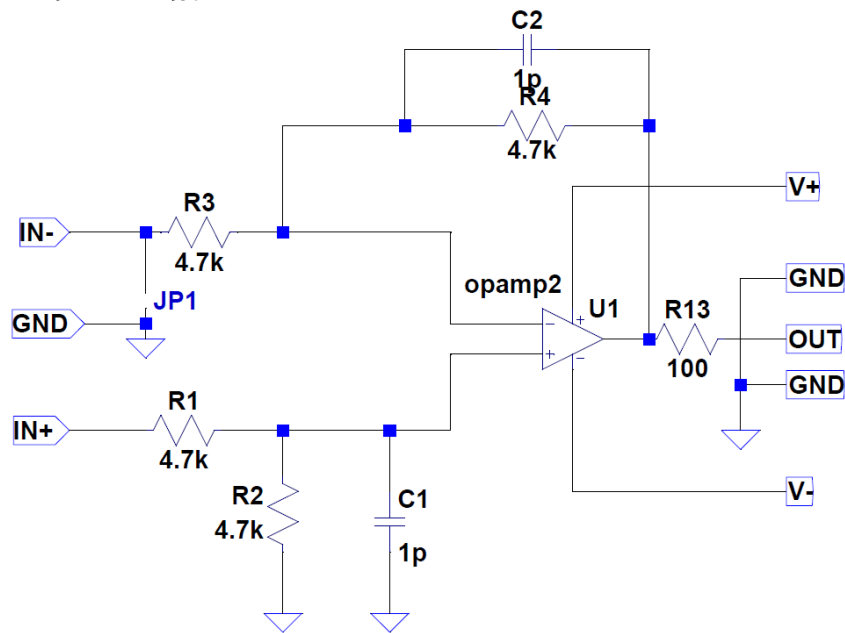 C2
1p
R4
4.7k
V+
R3
IN-
4.7k
JP1
GND
opamp2
U1
GND
R13
OUT
100
GND
R1
IN+
4.7k
R2
4.7k
C1
1p
V-